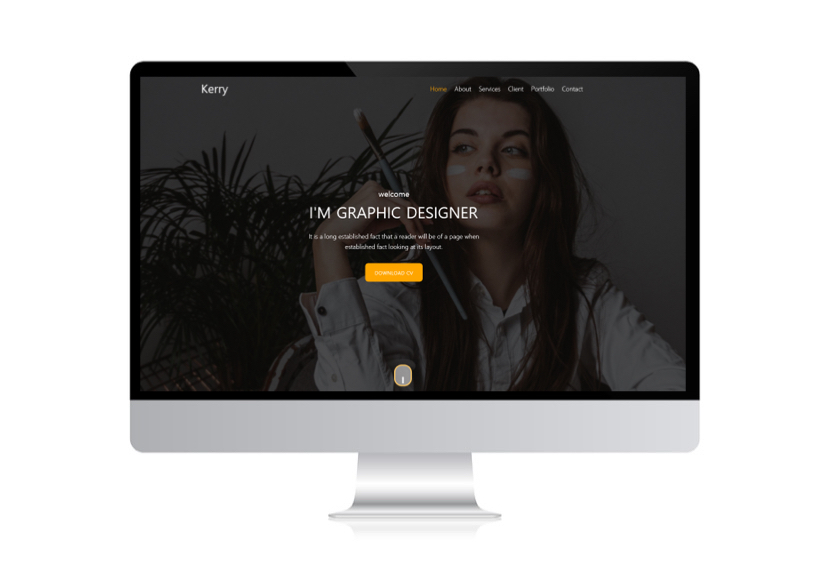 Kerry
Home About Services Client Portfolio Contact
welcome
I'M GRAPHIC DESIGNER
It is a long established fact that a reader will be of a page when
established fact looking at its layout.
DOWNLOAD CV